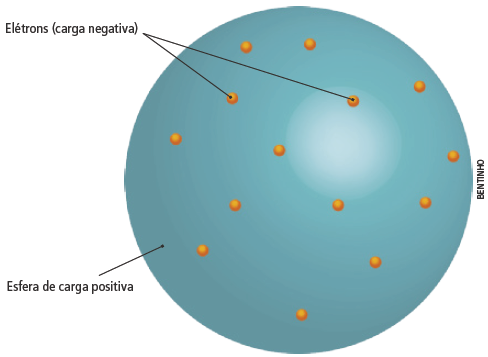 Elétrons (carga negativa)
BENTINHO
Esfera de carga positiva